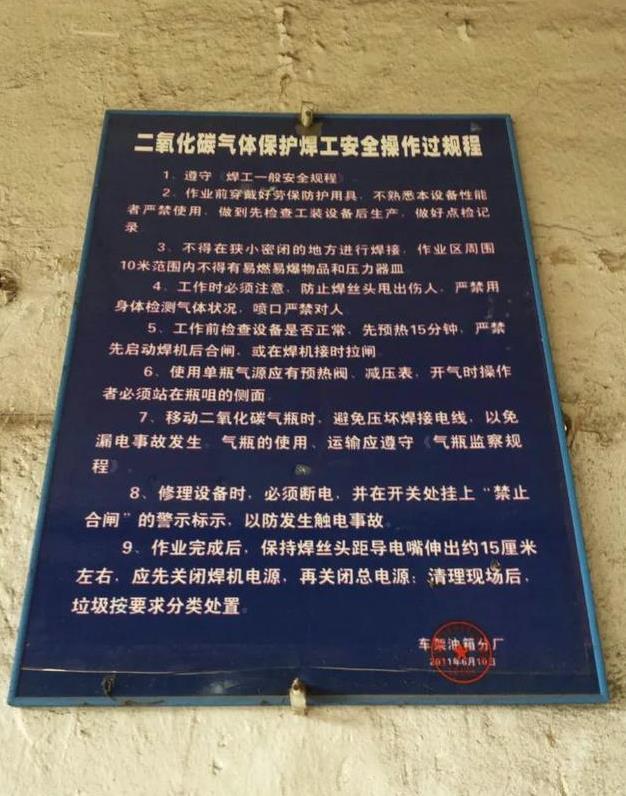 二氧化碳气体保护焊工安全操作过规程
1、遵守《焊工一般安全规程》
2、作业前穿戴好劳保防护用具，不熟悉本设备性能
者严禁使用。做到先检查工装设备后生产，做好点检记
录。
3、不得在狭小密闭的地方进行焊接，作业区周围
10米范围内不得有易燃易爆物品和压力器皿。
4、工作时必须注意，防止焊丝头甩出伤人，严禁用
身体检测气体状况，喷口严禁对人。
5、工作前检查设备是否正常，先预热15分钟，严禁
先启动焊机后合闸，或在焊机接时拉闸。
6、使用单瓶气源应有预热阀、减压表，开气时操作
者必须站在瓶咀的侧面。
7、移动二氧化碳气瓶时，避免压坏焊接电线，以免
漏电事故发生。气瓶的使用、运输应遵守《气瓶监察规
程》。
8、修理设备时，必须断电，并在开关处挂上“禁止
合闸”的警示标示，以防发生触电事故。
9、作业完成后，保持焊丝头距导电嘴伸出约15厘米
左右，应先关闭焊机电源，再关闭总电源；清理现场后，
垃圾按要求分类处置。
车架油箱分厂
2011年6月10日